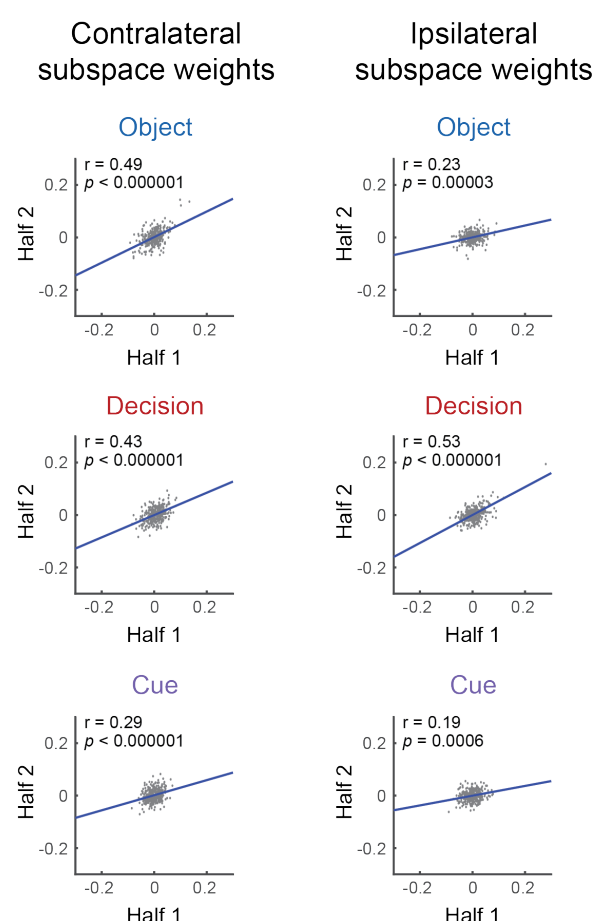 Contralateral
subspace weights
Ipsilateral
subspace weights
Object
r = 0.49
p < 0.000001
0.2
0
-0.2
Half 2
-0.2 0 0.2
Half 1
Object
r = 0.23
p = 0.00003
0.2
0
-0.2
Half 2
-0.2 0 0.2
Half 1
Decision
r = 0.43
p < 0.000001
0.2
0
-0.2
Half 2
-0.2 0 0.2
Half 1
Decision
r = 0.53
p < 0.000001
0.2
0
-0.2
Half 2
-0.2 0 0.2
Half 1
Cue
r = 0.29
p < 0.000001
0.2
0
-0.2
Half 2
-0.2 0 0.2
Half 1
Cue
r = 0.19
p = 0.0006
0.2
0
-0.2
Half 2
-0.2 0 0.2
Half 1